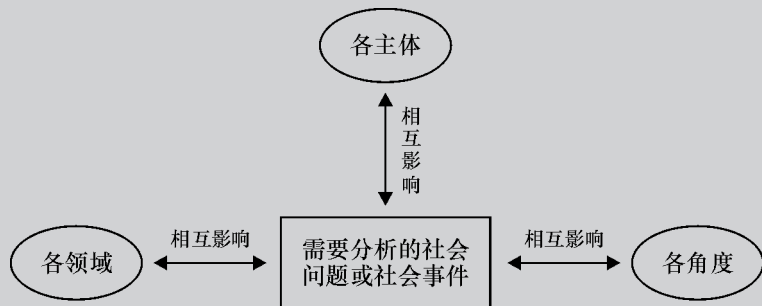 各主体
相互影响
各领域
相互影响
需要分析的社会
问题或社会事件
相互影响
各角度